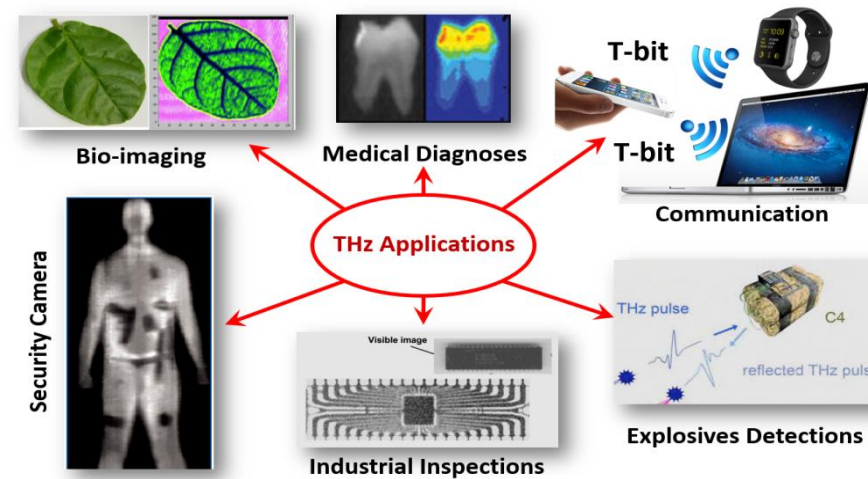 T-bit
T-bit
Bio-imaging
Medical Diagnoses
Communication
THz Applications
Security Camera
Visible image
THz pulse
C4
reflected THz puls
Industrial Inspections
Explosives Detections